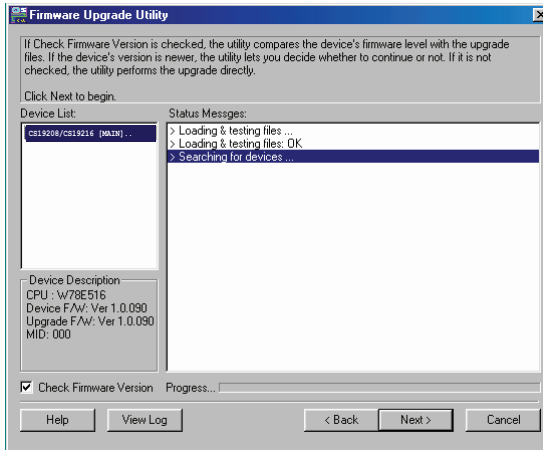 Firmware Upgrade Utility
If Check Firmware Version is checked, the utility compares the device's firmware level with the upgrade
files. If the device's version is newer, the utility lets you decide whether to continue or not. If it is not
checked, the utility performs the upgrade directly.
Click Next to begin.
Device List:
Status Messges:
CS19208/CS19216 [MAIN]..
> Loading & testing files ...
> Loading & testing files: OK
> Searching for devices ...
Device Description
CPU : W78E516
Device F/W: Ver 1.0.090
Upgrade F/W: Ver 1.0.090
MID: 000
Check Firmware Version
Progress...
Help
View Log
< Back
Next >
Cancel